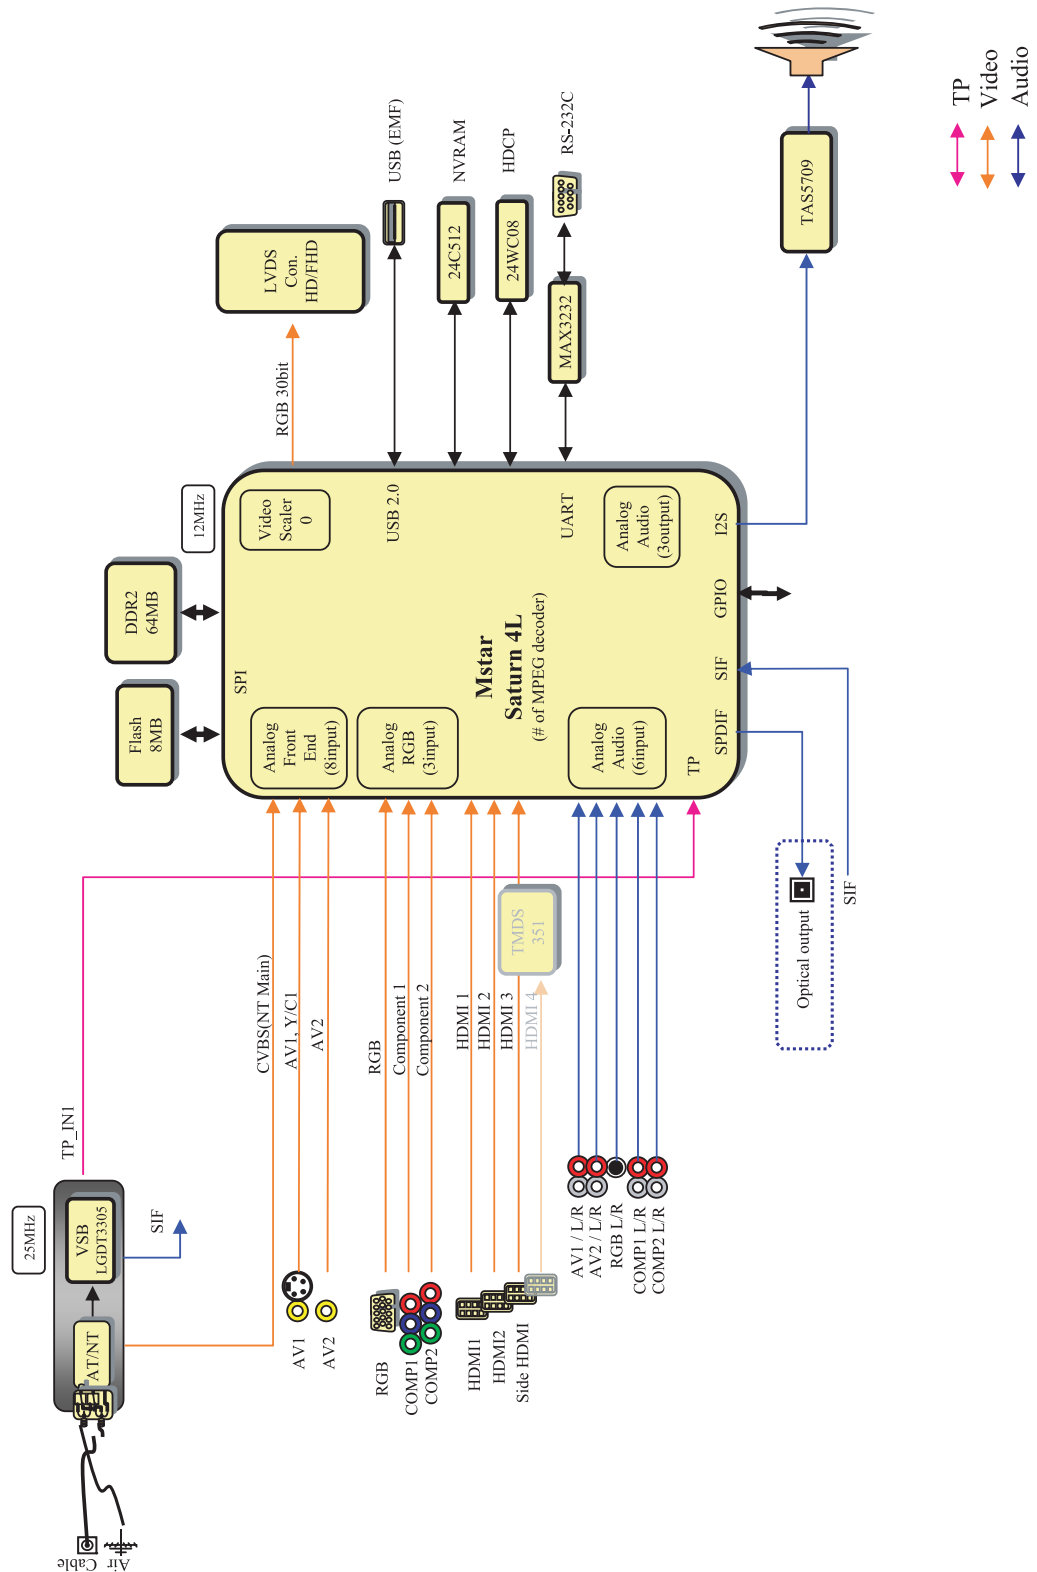 Cable
Air
AT/NT
25MHz
VSB
LGDT3305
SIF
TP_IN1
CVBS(NT Main)
AV1, Y/C1
AV2
RGB
Component 1
Component 2
HDMI 1
HDMI 2
HDMI 3
HDMI 4
TMDS
351
AV1
AV2
RGB
COMP1
COMP2
HDMI1
HDMI2
Side HDMI
AV1 / L/R
AV2 / L/R
RGB L/R
COMP1 L/R
COMP2 L/R
Flash
8MB
DDR2
64MB
12MHz
SPI
Analog
Front
End
(8input)
Analog
RGB
(3input)
Analog
Audio
(6input)
TP
Mstar
Saturn 4L
(# of MPEG decoder)
Video
Scaler
0
USB 2.0
UART
Analog
Audio
(3output)
SPDIF
SIF
GPIO
I2S
Optical output
SIF
RGB 30bit
LVDS
Con.
HD/FHD
USB (EMF)
24C512
NVRAM
24WC08
HDCP
MAX3232
RS-232C
TAS5709
TP
Video
Audio